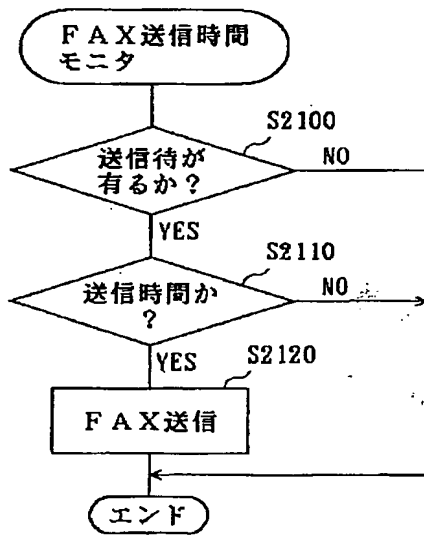 FAX送信時間
モニタ
S2100
送信待が
有るか?
NO
YES
S2110
送信時間か
?
NO
YES
S2120
FAX送信
エンド